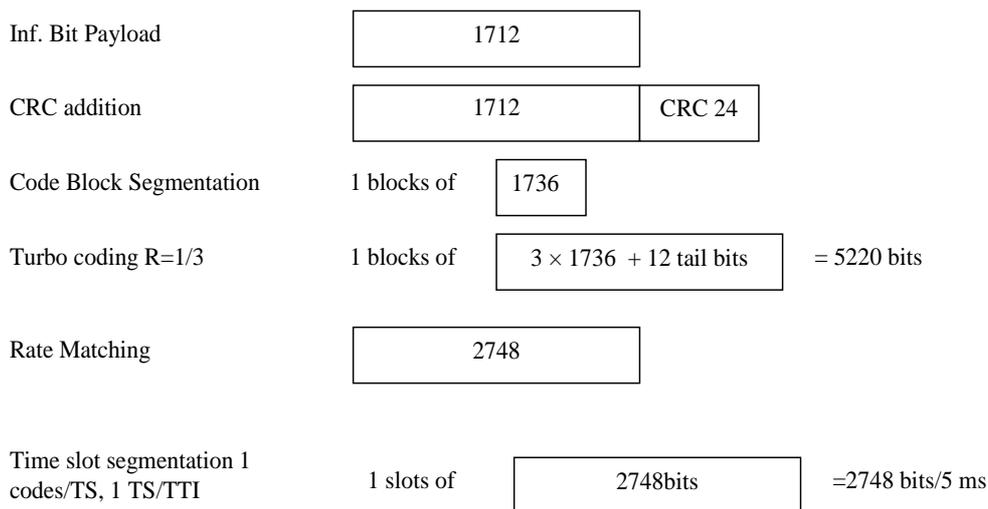 Inf. Bit Payload 1712
CRC addition 1712 CRC 24
Code Block Segmentation 1 blocks of 1736
Turbo coding R=1/3 1 blocks of 3 × 1736 + 12 tail bits = 5220 bits
Rate Matching 2748
Time slot segmentation 1
codes/TS, 1 TS/TTI 1 slots of 2748bits =2748 bits/5 ms